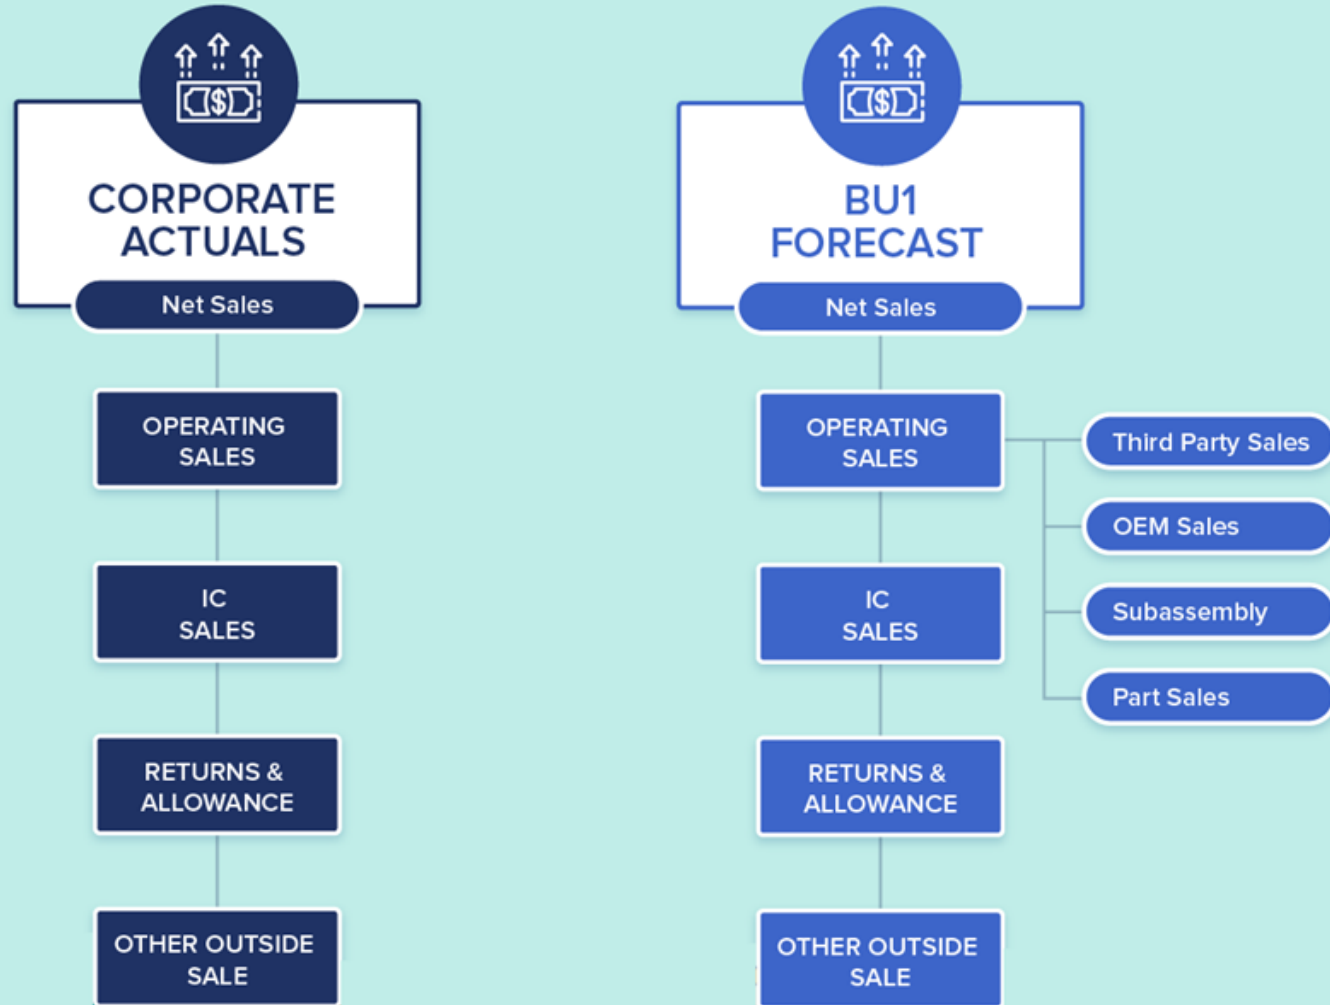 CORPORATE
ACTUALS
Net Sales
OPERATING
SALES
IC
SALES
RETURNS &
ALLOWANCE
OTHER OUTSIDE
SALE
BU1
FORECAST
Net Sales
OPERATING
SALES
Third Party Sales
OEM Sales
Subassembly
Part Sales
IC
SALES
RETURNS &
ALLOWANCE
OTHER OUTSIDE
SALE